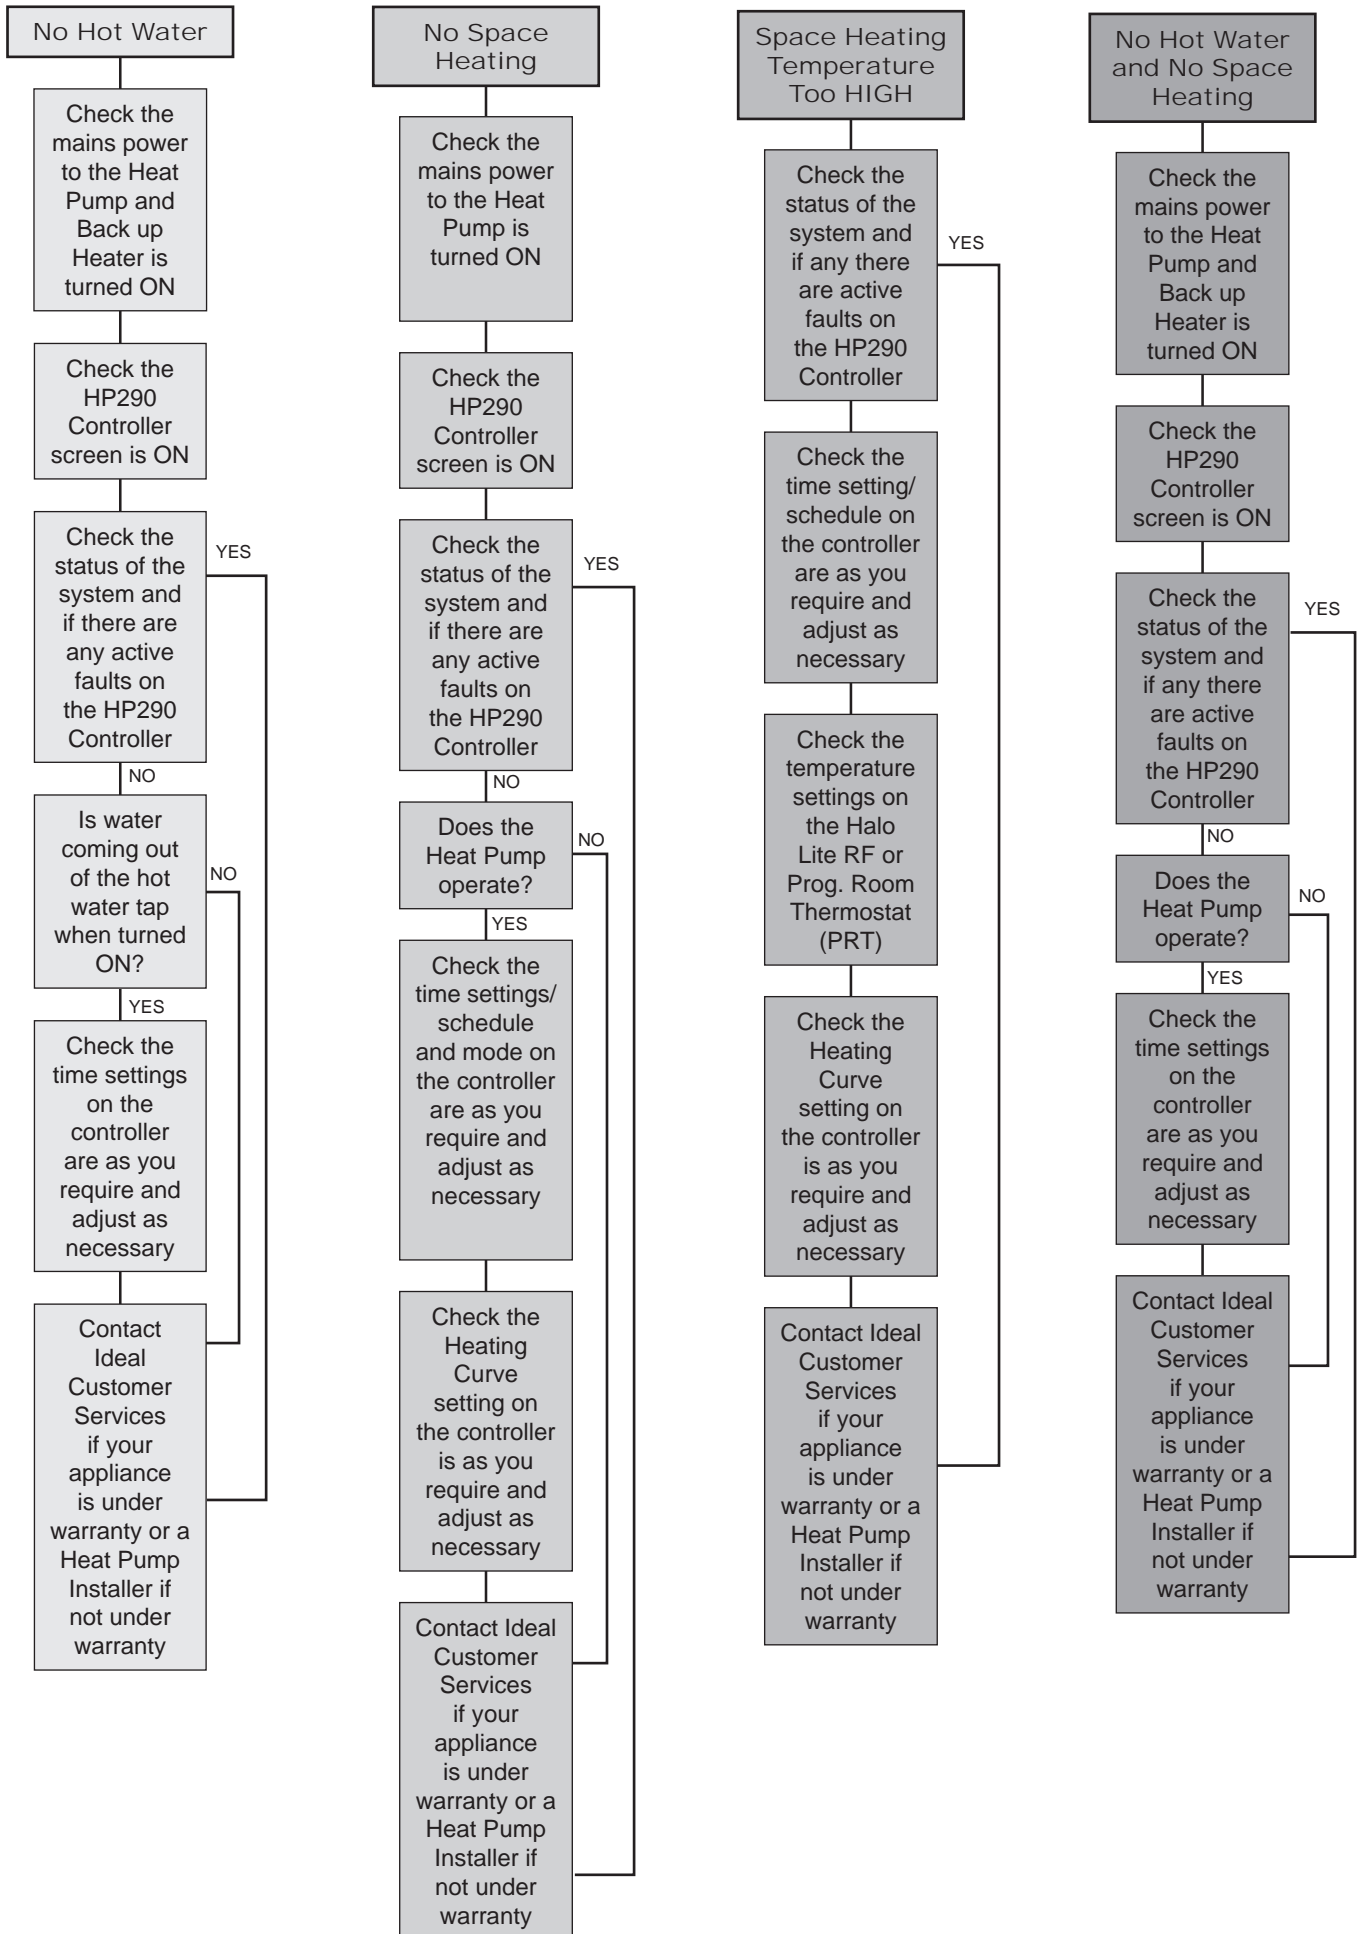 No Hot Water
Check the
mains power
to the Heat
Pump and
Back up
Heater is
turned ON
Check the
HP290
Controller
screen is ON
Check the
status of the
system and
if there are
any active
faults on
the HP290
Controller
YES
NO
Is water
coming out
of the hot
water tap
when turned
ON?
NO
YES
Check the
time settings
on the
controller
are as you
require and
adjust as
necessary
Contact
Ideal
Customer
Services
if your
appliance
is under
warranty or a
Heat Pump
Installer if
not under
warranty
No Space
Heating
Check the
mains power
to the Heat
Pump is
turned ON
Check the
HP290
Controller
screen is ON
Check the
status of the
system and
if there are
any active
faults on
the HP290
Controller
YES
NO
Does the
Heat Pump
operate?
NO
YES
Check the
time settings/
schedule
and mode on
the controller
are as you
require and
adjust as
necessary
Check the
Heating
Curve
setting on
the controller
is as you
require and
adjust as
necessary
Contact Ideal
Customer
Services
if your
appliance
is under
warranty or a
Heat Pump
Installer if
not under
warranty
Space Heating
Temperature
Too HIGH
Check the
status of the
system and
if any there
are active
faults on
the HP290
Controller
YES
Check the
time setting/
schedule on
the controller
are as you
require and
adjust as
necessary
Check the
temperature
settings on
the Halo
Lite RF or
Prog. Room
Thermostat
(PRT)
Check the
Heating
Curve
setting on
the controller
is as you
require and
adjust as
necessary
Contact Ideal
Customer
Services
if your
appliance
is under
warranty or a
Heat Pump
Installer if
not under
warranty
No Hot Water
and No Space
Heating
Check the
mains power
to the Heat
Pump and
Back up
Heater is
turned ON
Check the
HP290
Controller
screen is ON
Check the
status of the
system and
if any there
are active
faults on
the HP290
Controller
YES
NO
Does the
Heat Pump
operate?
NO
YES
Check the
time settings
on the
controller
are as you
require and
adjust as
necessary
Contact Ideal
Customer
Services
if your
appliance
is under
warranty or a
Heat Pump
Installer if
not under
warranty